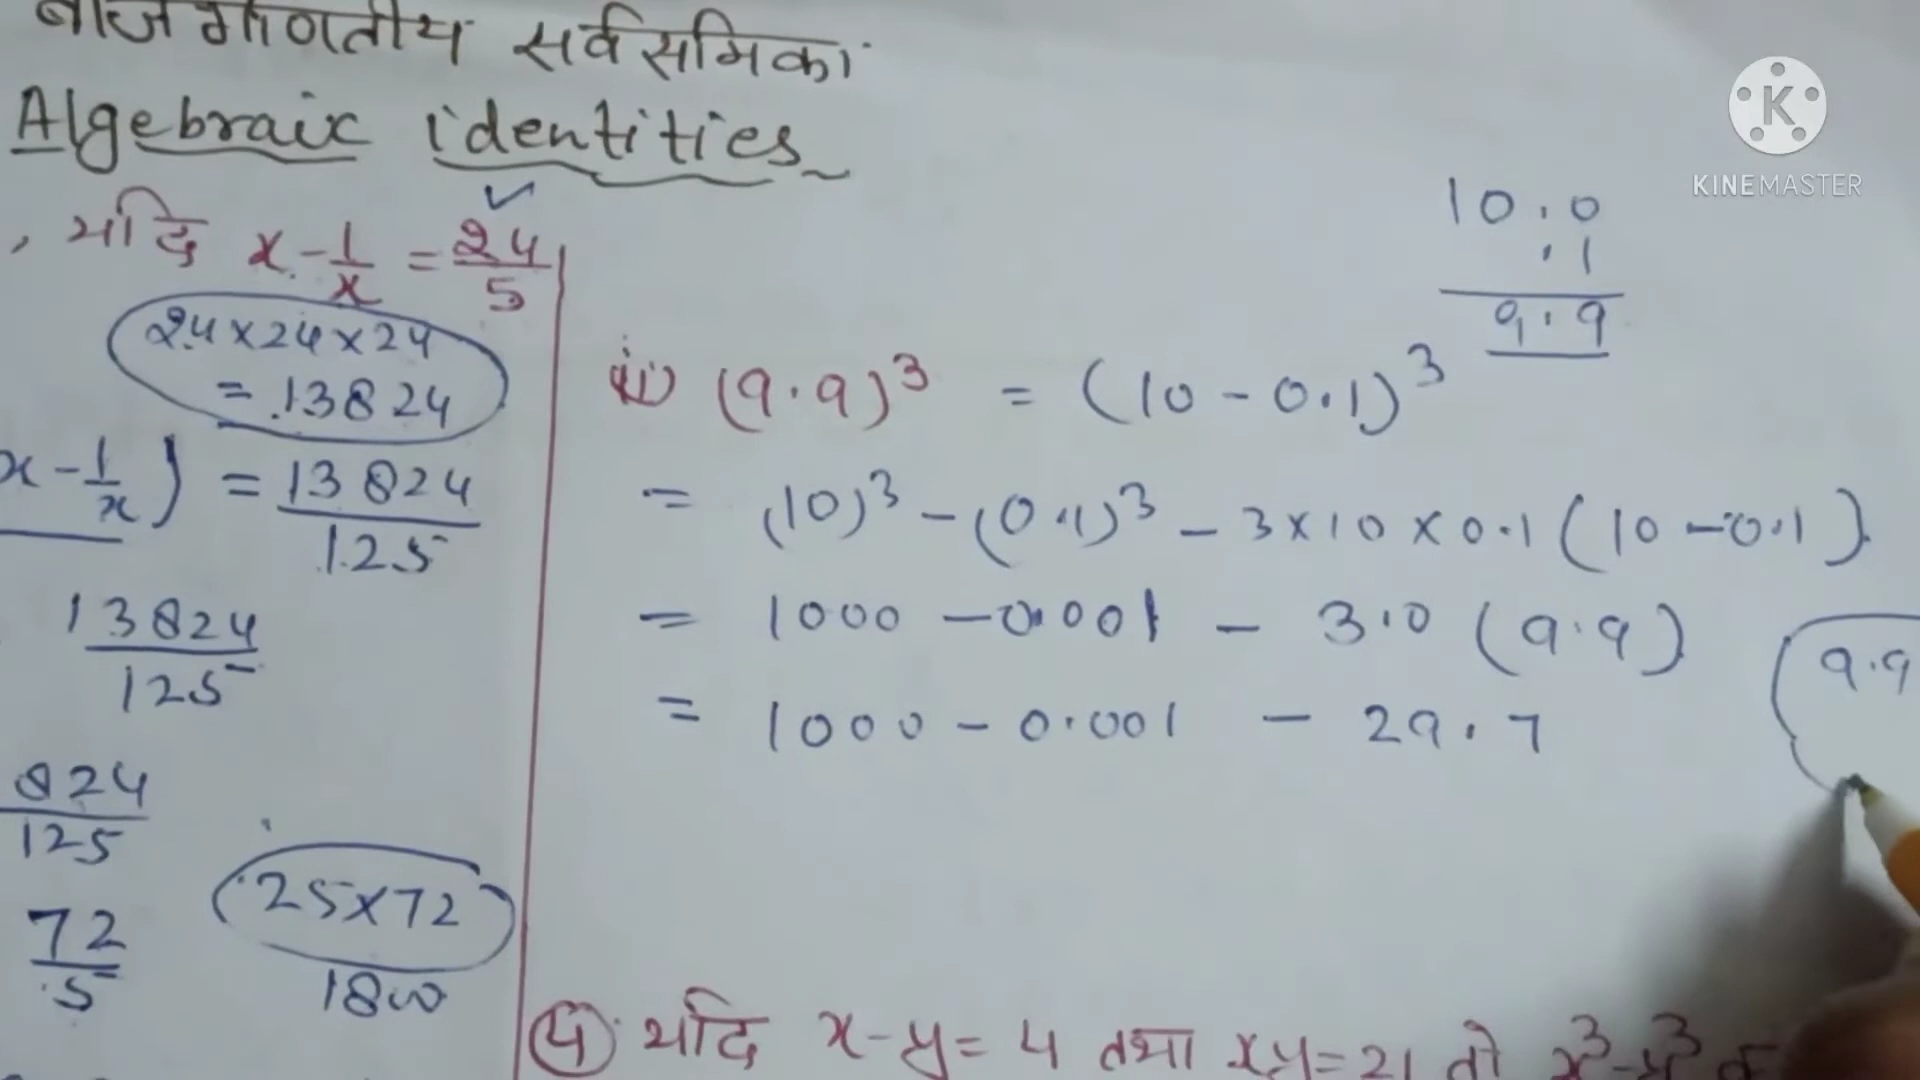 बीजगणितीय सर्वसमिका
Algebraic identities
, यदि x - 1/x = 24/5
24 x 24 x 24
= 13824
x - 1/x ) = 13824/125
13824/125
824/125
72/5
25 x 72
1800
10.0
.1
9.9
ii) (9.9)³ = (10 - 0.1)³
= (10)³ - (0.1)³ - 3 x 10 x 0.1 (10 - 0.1)
= 1000 - 0.001 - 3.0 (9.9)
= 1000 - 0.001 - 29.7
9.9
(4) यदि x - y = 4 तथा xy = 21 तो x³ - y³
KINEMASTER